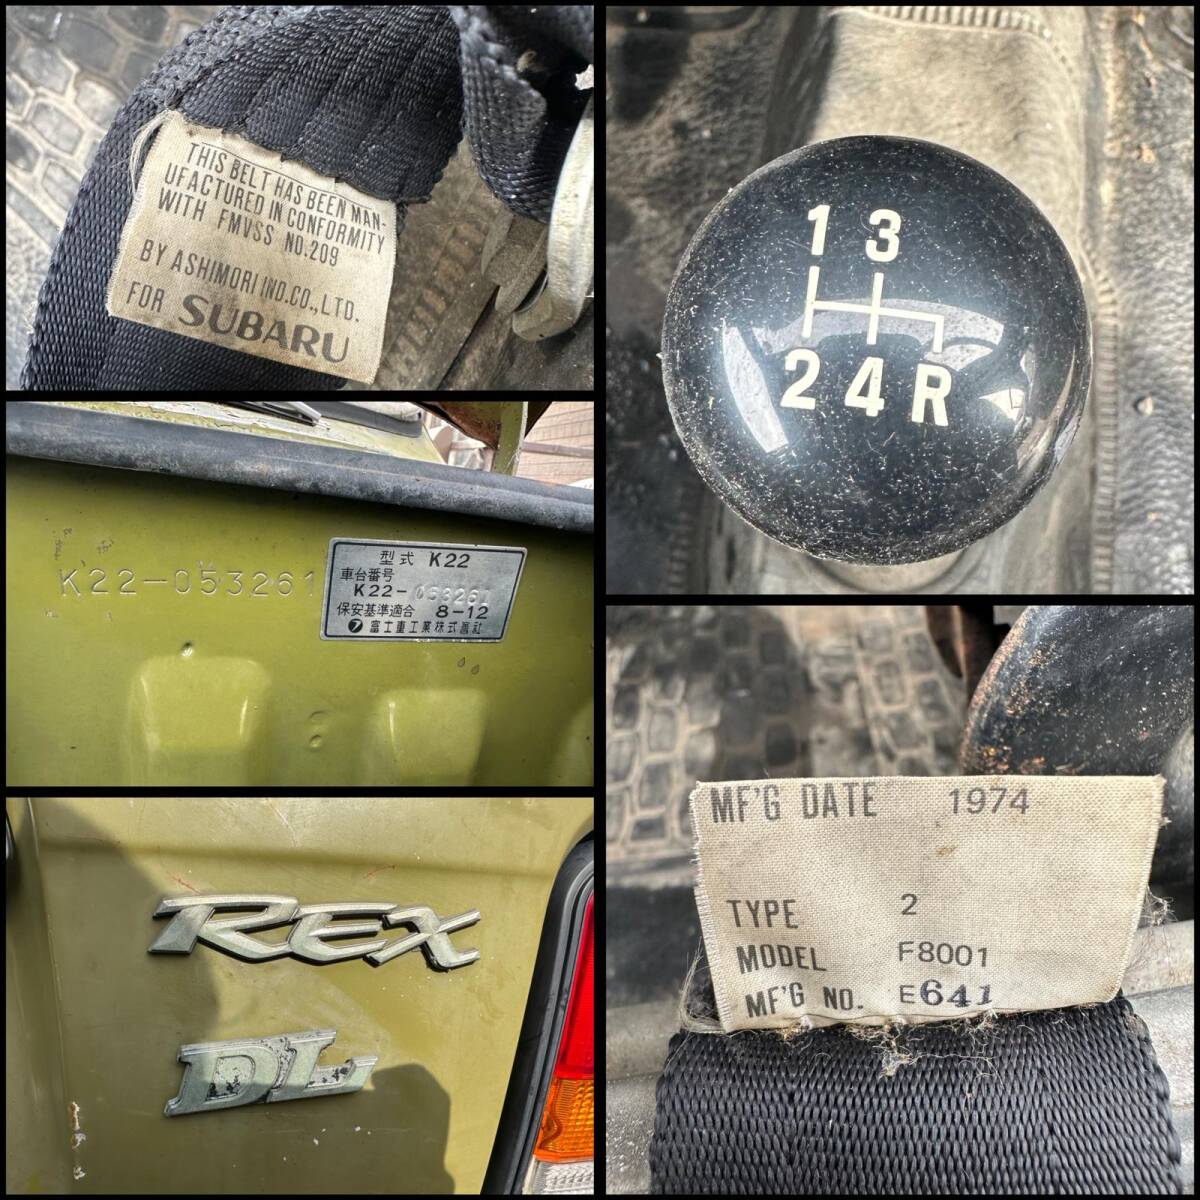 THIS BELT HAS BEEN MAN-
UFACTURED IN CONFORMITY
WITH FMVSS NO.209
BY ASHIMORI IND.CO.,LTD.
FOR SUBARU
1 3
2 4 R
K22-053261
型式 K22
車台番号
K22-053261
保安基準適合 8-12
フ 富士重工業株式會社
REX
DL
MF'G DATE 1974
TYPE 2
MODEL F8001
MF'G NO. E641